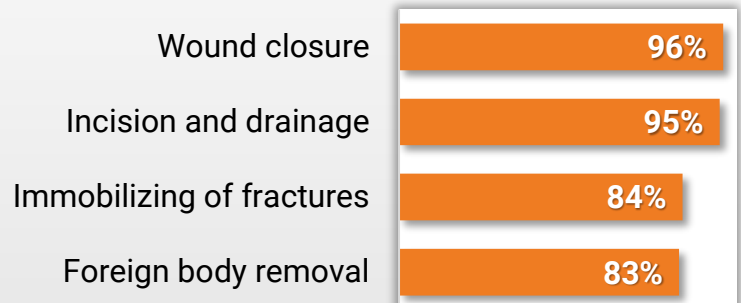 Wound closure 96%
Incision and drainage 95%
Immobilizing of fractures 84%
Foreign body removal 83%